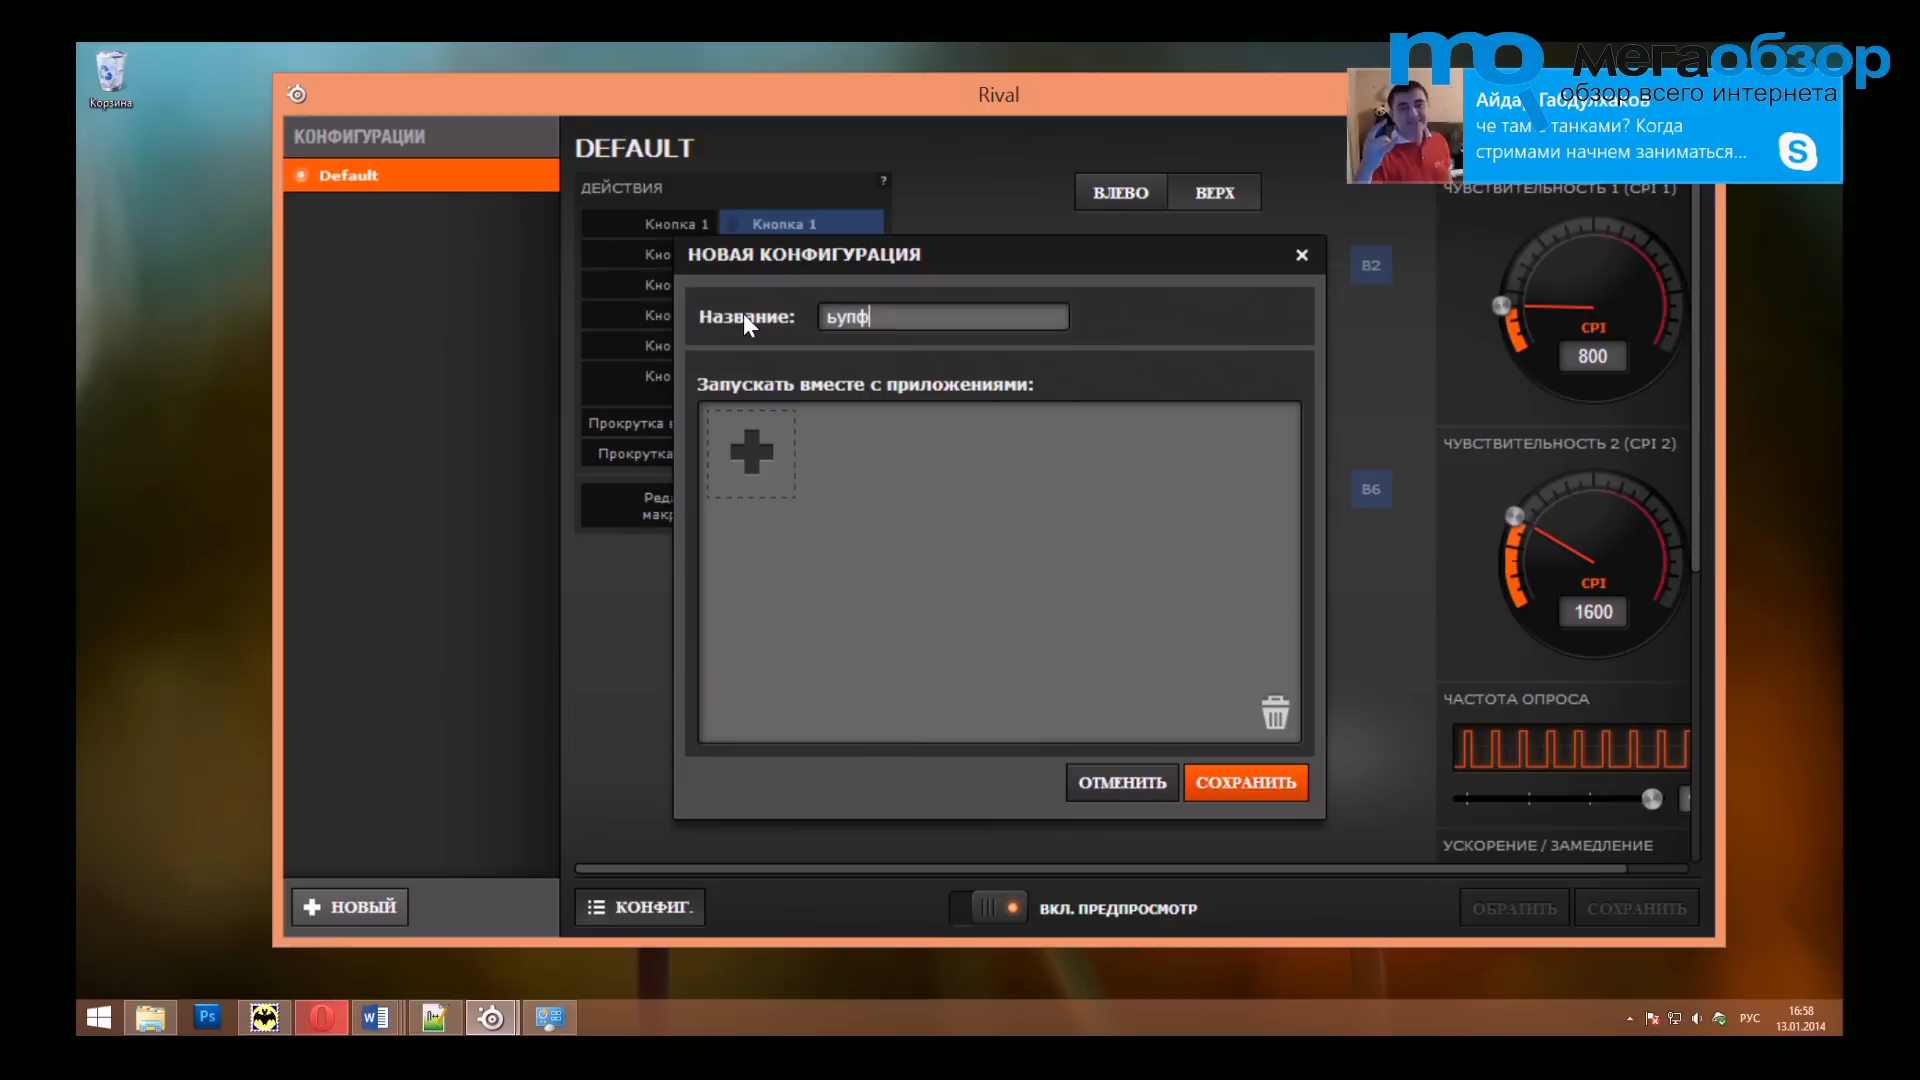 Корзина
Rival
мегаобзор
обзор всего интернета
че там
танками? Когда
стримами начнем заниматься...
КОНФИГУРАЦИИ
Default
DEFAULT
ДЕЙСТВИЯ
?
Кнопка 1
Кнопка 1
Кно
Кно
Кно
Кно
Кно
Прокрутка в
Прокрутка
Ред
мак
ВЛЕВО
ВЕРХ
B2
B6
НОВАЯ КОНФИГУРАЦИЯ
Название:
ьупф
Запускать вместе с приложениями:
ОТМЕНИТЬ
СОХРАНИТЬ
ЧУВСТВИТЕЛЬНОСТЬ 1 (CPI 1)
CPI
800
ЧУВСТВИТЕЛЬНОСТЬ 2 (CPI 2)
CPI
1600
ЧАСТОТА ОПРОСА
УСКОРЕНИЕ / ЗАМЕДЛЕНИЕ
НОВЫЙ
КОНФИГ.
ВКЛ. ПРЕДПРОСМОТР
ОБРАТИТЬ
СОХРАНИТЬ
Ps
W
РУС
16:58
13.01.2014